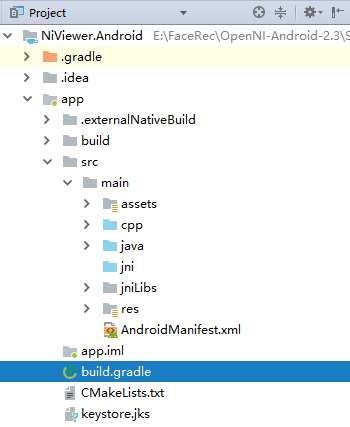 Project
NiViewer.Android E:\FaceRec\OpenNI-Android-2.3\S
.gradle
.idea
app
.externalNativeBuild
build
src
main
assets
cpp
java
jni
jniLibs
res
AndroidManifest.xml
app.iml
build.gradle
CMakeLists.txt
keystore.jks